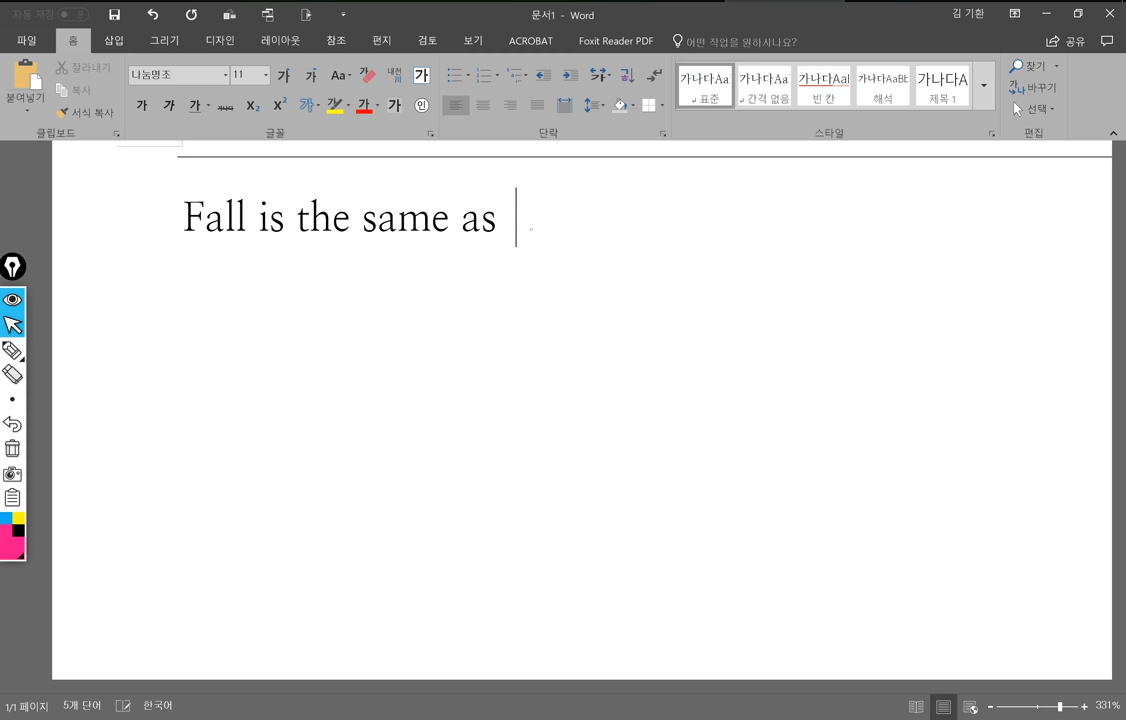 자동 저장
문서1 - Word
김 기환
파일 홈 삽입 그리기 디자인 레이아웃 참조 편지 검토 보기 ACROBAT Foxit Reader PDF 어떤 작업을 원하시나요? 공유
붙여넣기
잘라내기
복사
서식 복사
클립보드
나눔명조 11 가 가 Aa 가 내천 가
가 가 가 가나다 X₂ X² 가 가 가 가 인
글꼴
단락
가나다Aa 가나다Aa 가나다Aal 가나다AaBb 가나다A
표준 간격 없음 빈 칸 해석 제목 1
스타일
찾기
바꾸기
선택
편집
Fall is the same as
1/1 페이지 5개 단어 한국어 331%